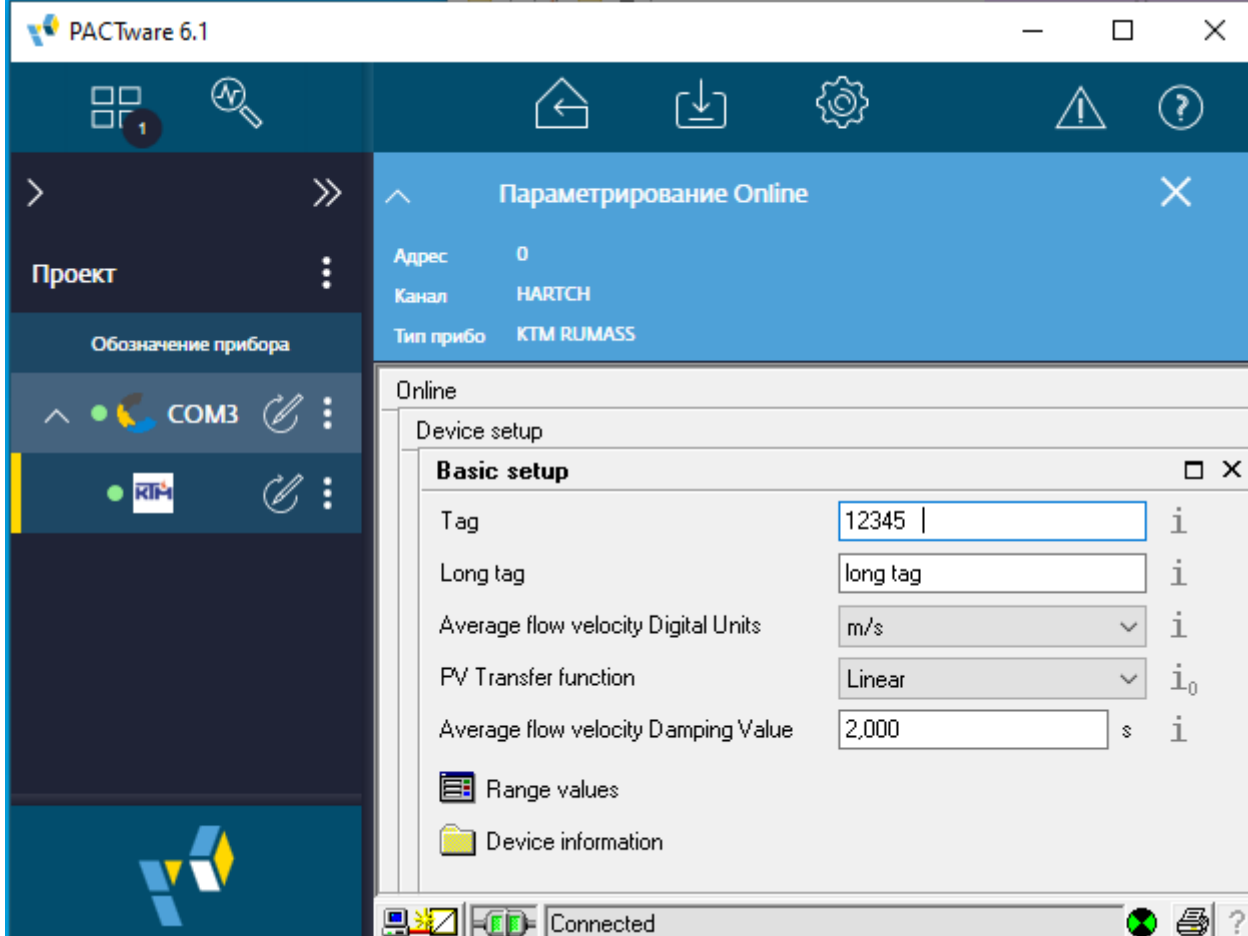 PACTware 6.1
1
Параметрирование Online
Адрес 0
Канал HARTCH
Тип прибо KTM RUMASS
Проект
Обозначение прибора
COM3
КТМ
Online
Device setup
Basic setup
Tag 12345 i
Long tag long tag i
Average flow velocity Digital Units m/s i
PV Transfer function Linear i0
Average flow velocity Damping Value 2,000 s i
Range values
Device information
Connected ?